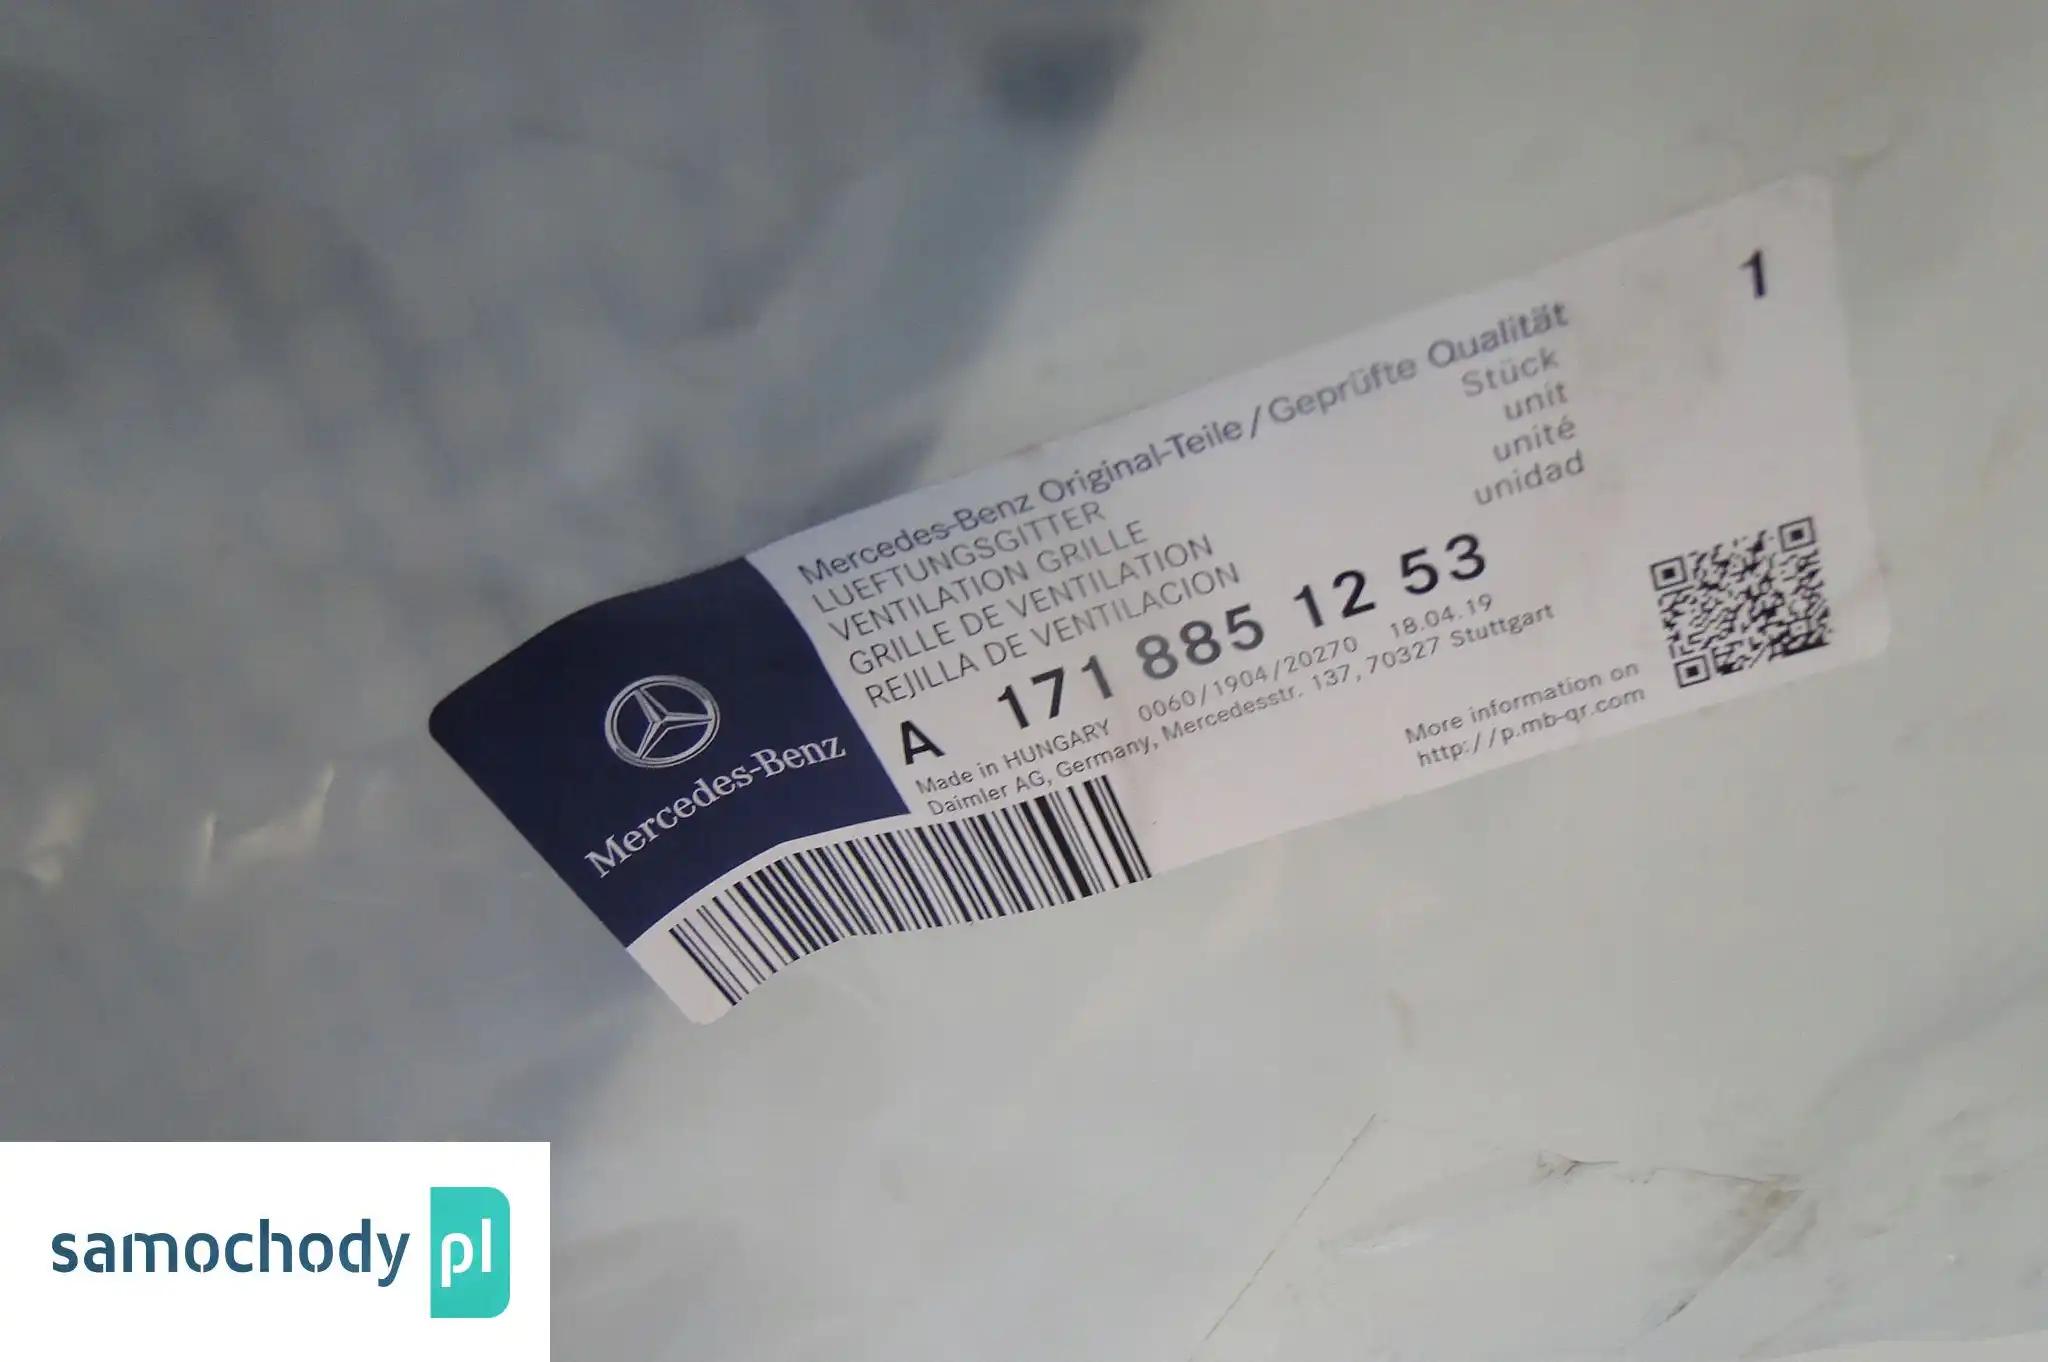 Mercedes-Benz Original-Teile / Geprüfte Qualität
1
LUEFTUNGSGITTER
Stück
VENTILATION GRILLE
unit
GRILLE DE VENTILATION
unité
REJILLA DE VENTILACION
unidad
A 171 885 12 53
Made in HUNGARY 0060/1904/20270 18.04.19
Daimler AG, Germany, Mercedesstr. 137, 70327 Stuttgart
More information on
http://p.mb-qr.com
Mercedes-Benz
samochody pl